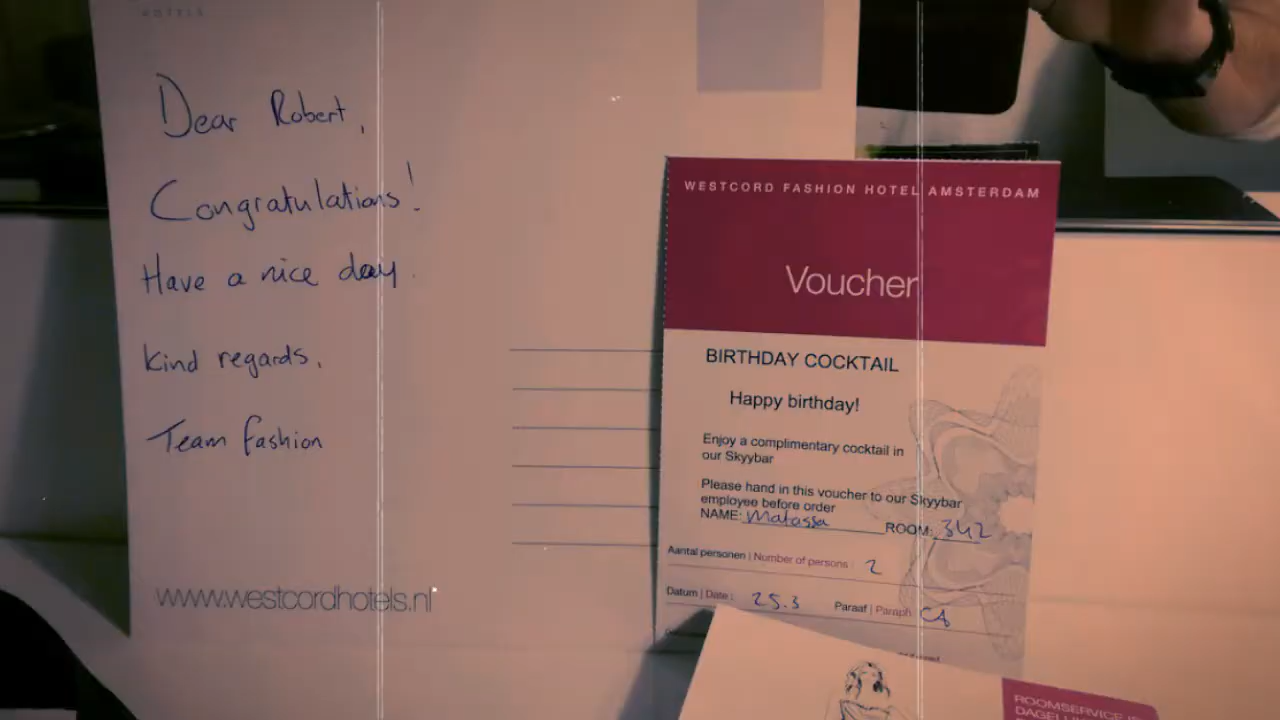 HOTELS
Dear Robert,
Congratulations!
Have a nice day.
Kind regards,
Team Fashion
www.westcordhotels.nl
WESTCORD FASHION HOTEL AMSTERDAM
Voucher
BIRTHDAY COCKTAIL
Happy birthday!
Enjoy a complimentary cocktail in
our Skyybar
Please hand in this voucher to our Skyybar
employee before order
NAME: Matassa ROOM: 342
Aantal personen | Number of persons : 2
Datum | Date : 25.3 Paraaf | Paraph
ROOMSERVICE